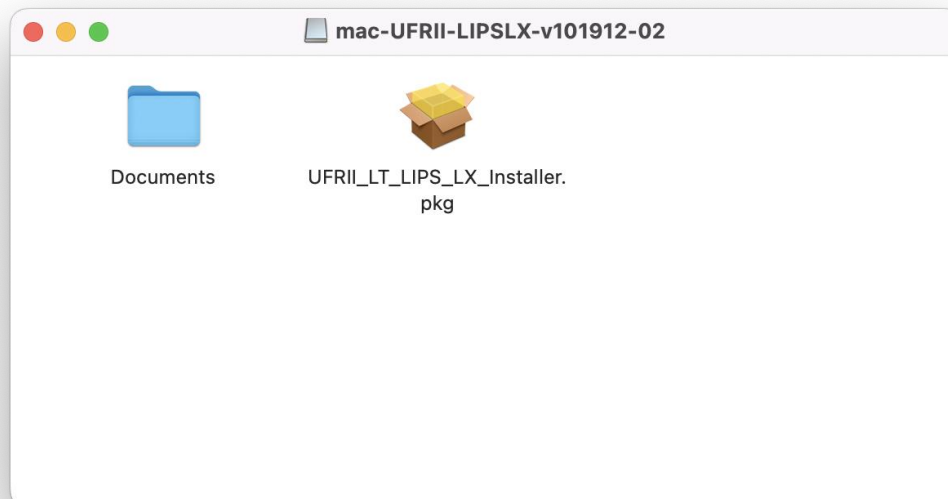 mac-UFRII-LIPSLX-v101912-02
Documents
UFRII_LT_LIPS_LX_Installer.
pkg